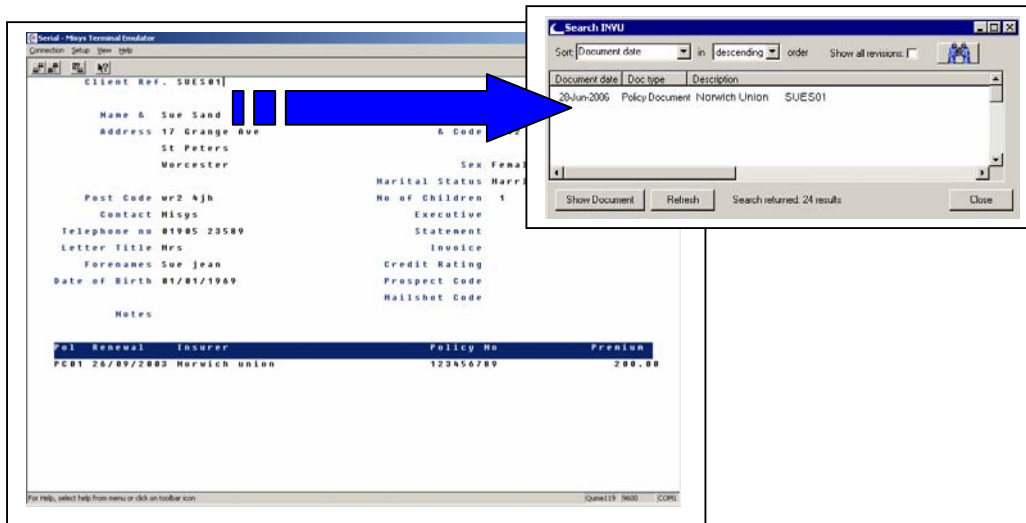 Serial - Misys Terminal Emulator
Connection Setup View Help
Client Ref. SUES01
Name & Sue Sand
Address 17 Grange Ave & Code
St Peters
Worcester Sex
Marital Status
Post Code wr2 4jh No of Children 1
Contact Misys Executive
Telephone no 01905 23589 Statement
Letter Title Mrs Invoice
Forenames Sue jean Credit Rating
Date of Birth 01/01/1969 Prospect Code
Mailshot Code
Notes
Pol Renewal Insurer Policy No Premium
PC01 26/09/2003 Norwich union 123456789 200.00
For Help, select help from menu or click on toolbar icon Queue119 9600 COM1
Search INVU
Sort: Document date in descending order Show all revisions:
Document date Doc type Description
28-Jun-2006 Policy Document Norwich Union SUES01
Show Document Refresh Search returned: 24 results Close